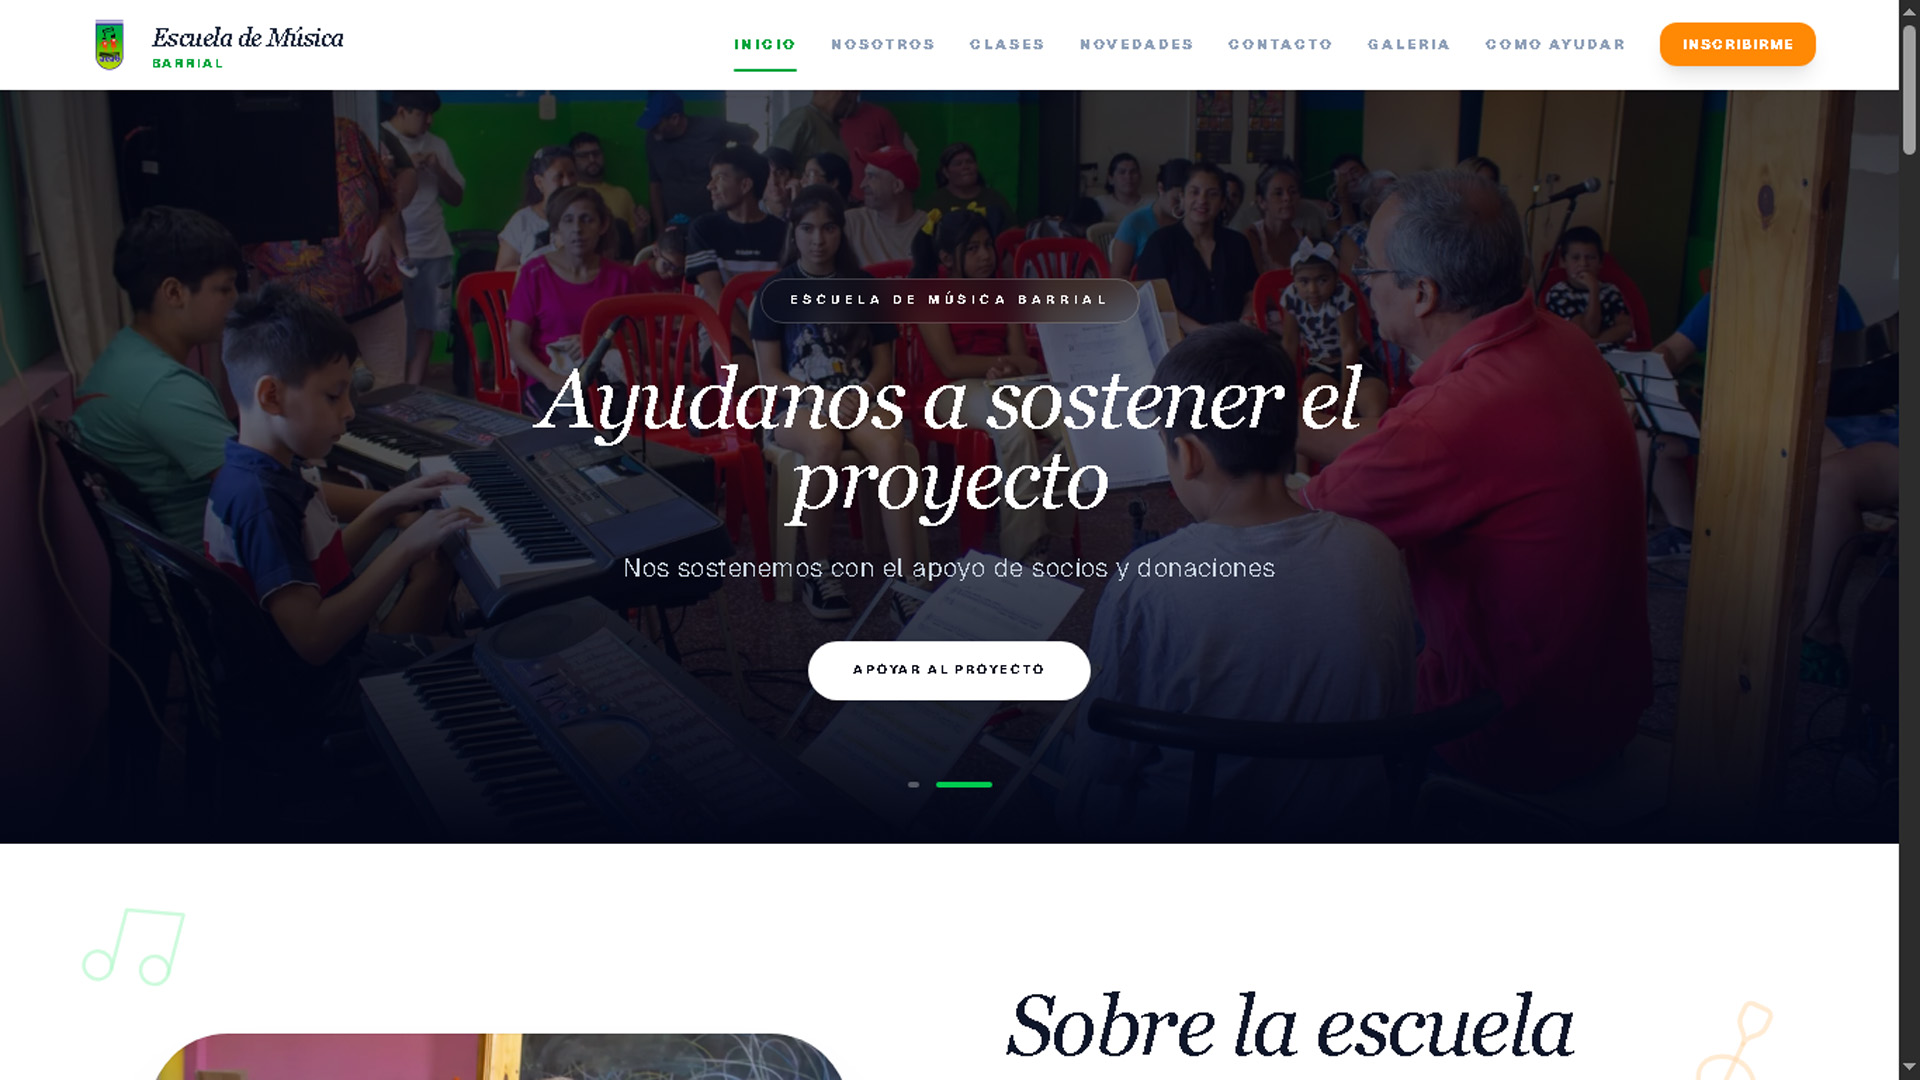 Escuela de Música
BARRIAL
INICIO
NOSOTROS
CLASES
NOVEDADES
CONTACTO
GALERIA
COMO AYUDAR
INSCRIBIRME
ESCUELA DE MÚSICA BARRIAL
Ayudanos a sostener el
proyecto
Nos sostenemos con el apoyo de socios y donaciones
APOYAR AL PROYECTO
Sobre la escuela